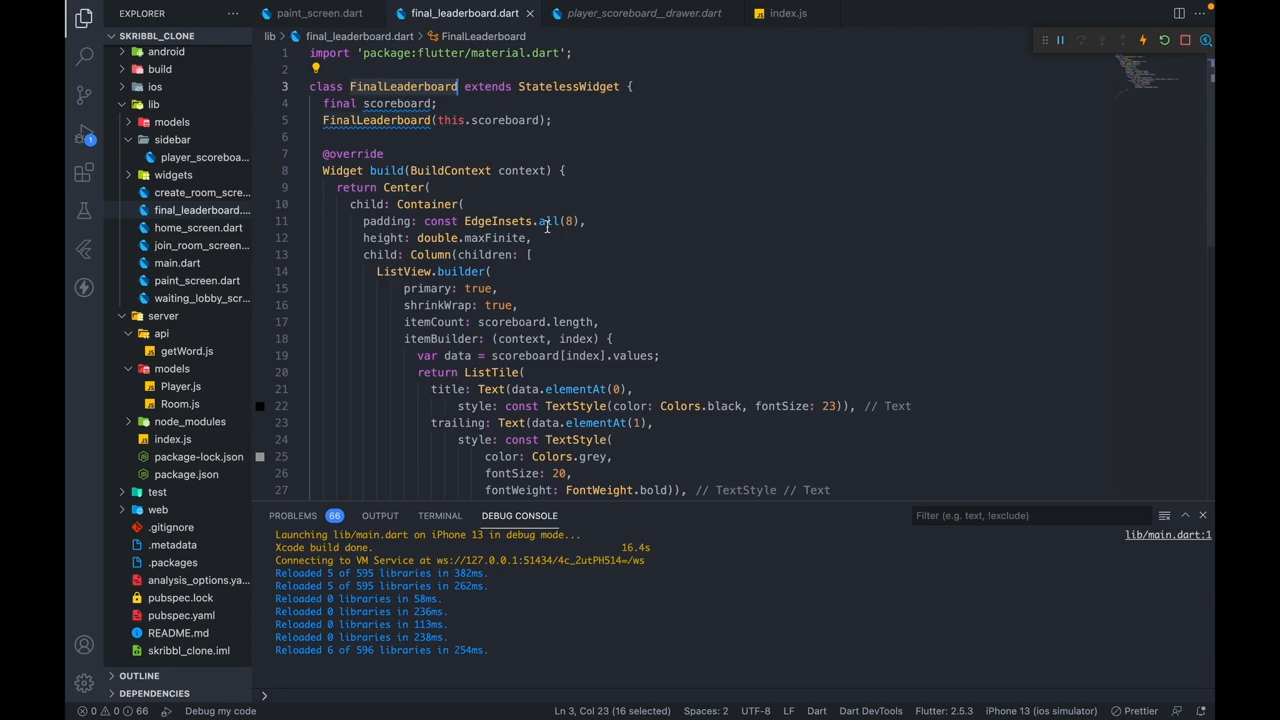 EXPLORER
paint_screen.dart
final_leaderboard.dart
player_scoreboard__drawer.dart
index.js
SKRIBBL_CLONE
android
build
ios
lib
models
sidebar
player_scoreboa...
widgets
create_room_scre...
final_leaderboard....
home_screen.dart
join_room_screen...
main.dart
paint_screen.dart
waiting_lobby_scr...
server
api
getWord.js
models
Player.js
Room.js
node_modules
index.js
package-lock.json
package.json
test
web
.gitignore
.metadata
.packages
analysis_options.ya...
pubspec.lock
pubspec.yaml
README.md
skribbl_clone.iml
OUTLINE
DEPENDENCIES
1
lib > final_leaderboard.dart > FinalLeaderboard
1 import 'package:flutter/material.dart';
2
3 class FinalLeaderboard extends StatelessWidget {
4 final scoreboard;
5 FinalLeaderboard(this.scoreboard);
6
7 @override
8 Widget build(BuildContext context) {
9 return Center(
10 child: Container(
11 padding: const EdgeInsets.all(8),
12 height: double.maxFinite,
13 child: Column(children: [
14 ListView.builder(
15 primary: true,
16 shrinkWrap: true,
17 itemCount: scoreboard.length,
18 itemBuilder: (context, index) {
19 var data = scoreboard[index].values;
20 return ListTile(
21 title: Text(data.elementAt(0),
22 style: const TextStyle(color: Colors.black, fontSize: 23)), // Text
23 trailing: Text(data.elementAt(1),
24 style: const TextStyle(
25 color: Colors.grey,
26 fontSize: 20,
27 fontWeight: FontWeight.bold)), // TextStyle // Text
PROBLEMS 66 OUTPUT TERMINAL DEBUG CONSOLE Filter (e.g. text, !exclude)
Launching lib/main.dart on iPhone 13 in debug mode... lib/main.dart:1
Xcode build done. 16.4s
Connecting to VM Service at ws://127.0.0.1:51434/4c_2utPH514=/ws
Reloaded 5 of 595 libraries in 382ms.
Reloaded 5 of 595 libraries in 262ms.
Reloaded 0 libraries in 58ms.
Reloaded 0 libraries in 236ms.
Reloaded 0 libraries in 113ms.
Reloaded 0 libraries in 238ms.
Reloaded 6 of 596 libraries in 254ms.
0 0 66 Debug my code Ln 3, Col 23 (16 selected) Spaces: 2 UTF-8 LF Dart Dart DevTools Flutter: 2.5.3 iPhone 13 (ios simulator) Prettier